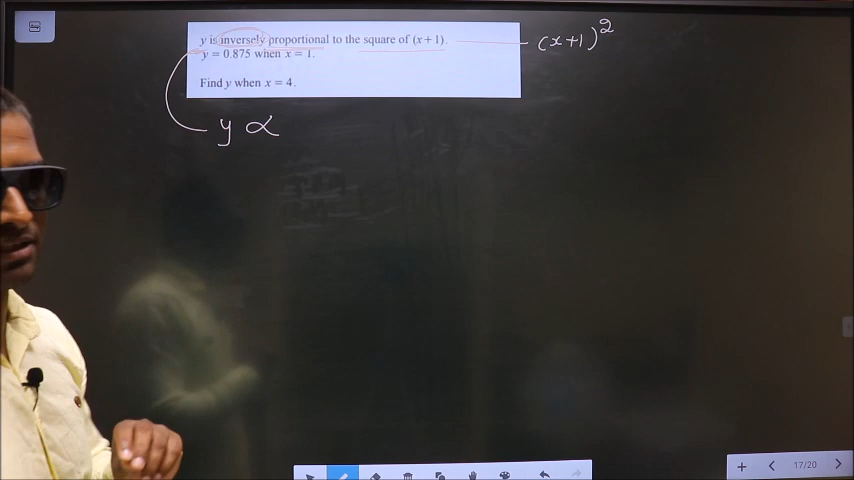 y is inversely proportional to the square of (x + 1).
y = 0.875 when x = 1.
Find y when x = 4.
(x+1)²
y ∝
17/20